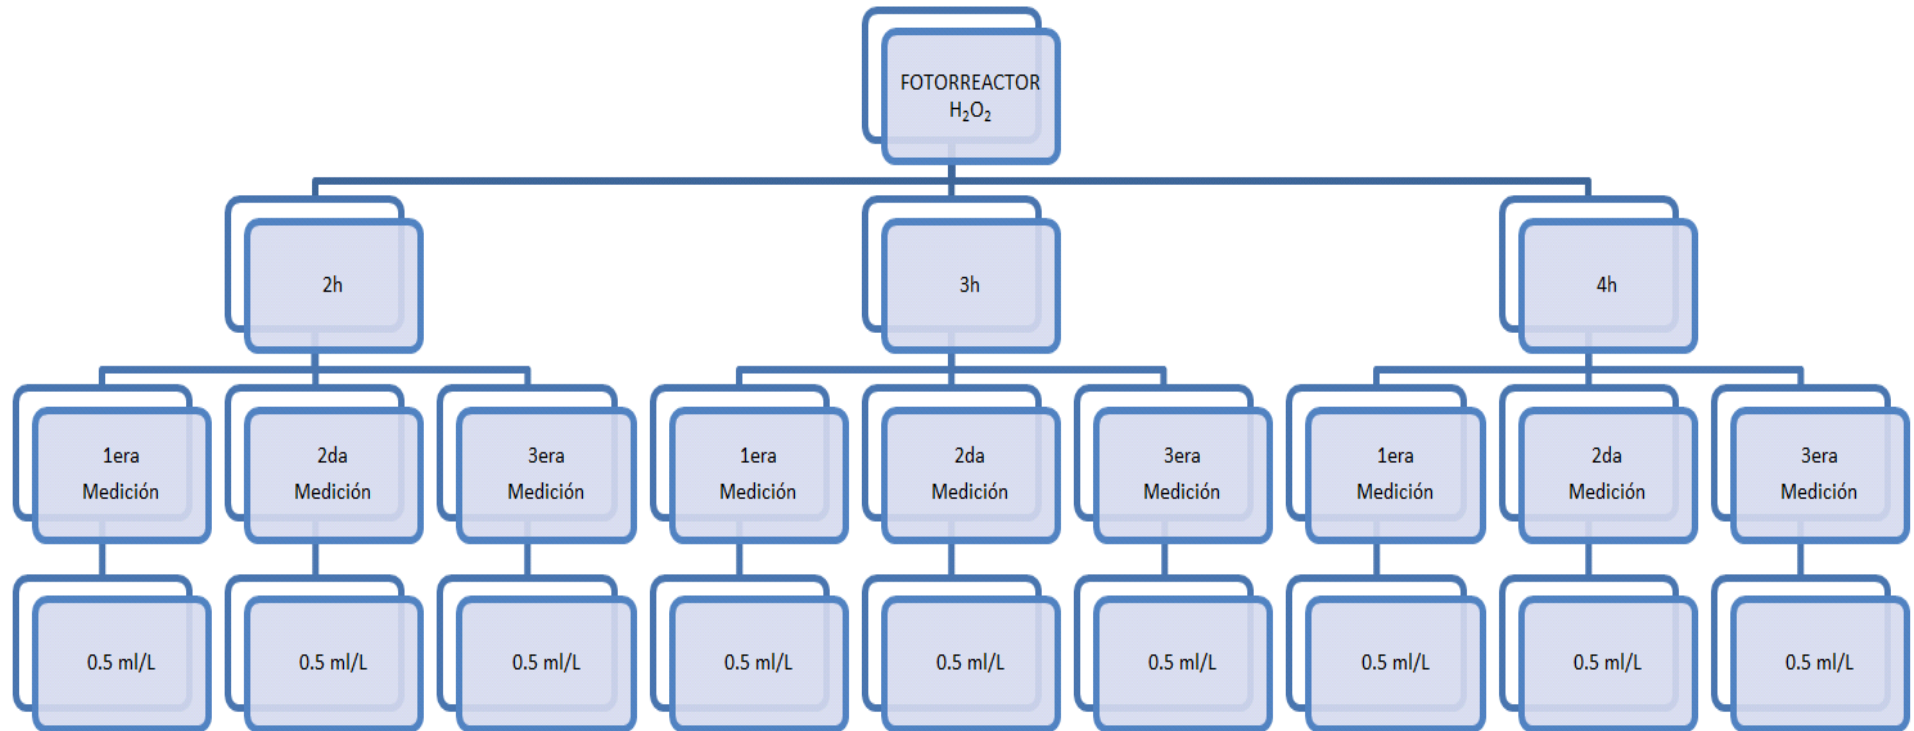 FOTORREACTOR
H₂O₂
2h
3h
4h
1era
Medición
2da
Medición
3era
Medición
1era
Medición
2da
Medición
3era
Medición
1era
Medición
2da
Medición
3era
Medición
0.5 ml/L
0.5 ml/L
0.5 ml/L
0.5 ml/L
0.5 ml/L
0.5 ml/L
0.5 ml/L
0.5 ml/L
0.5 ml/L